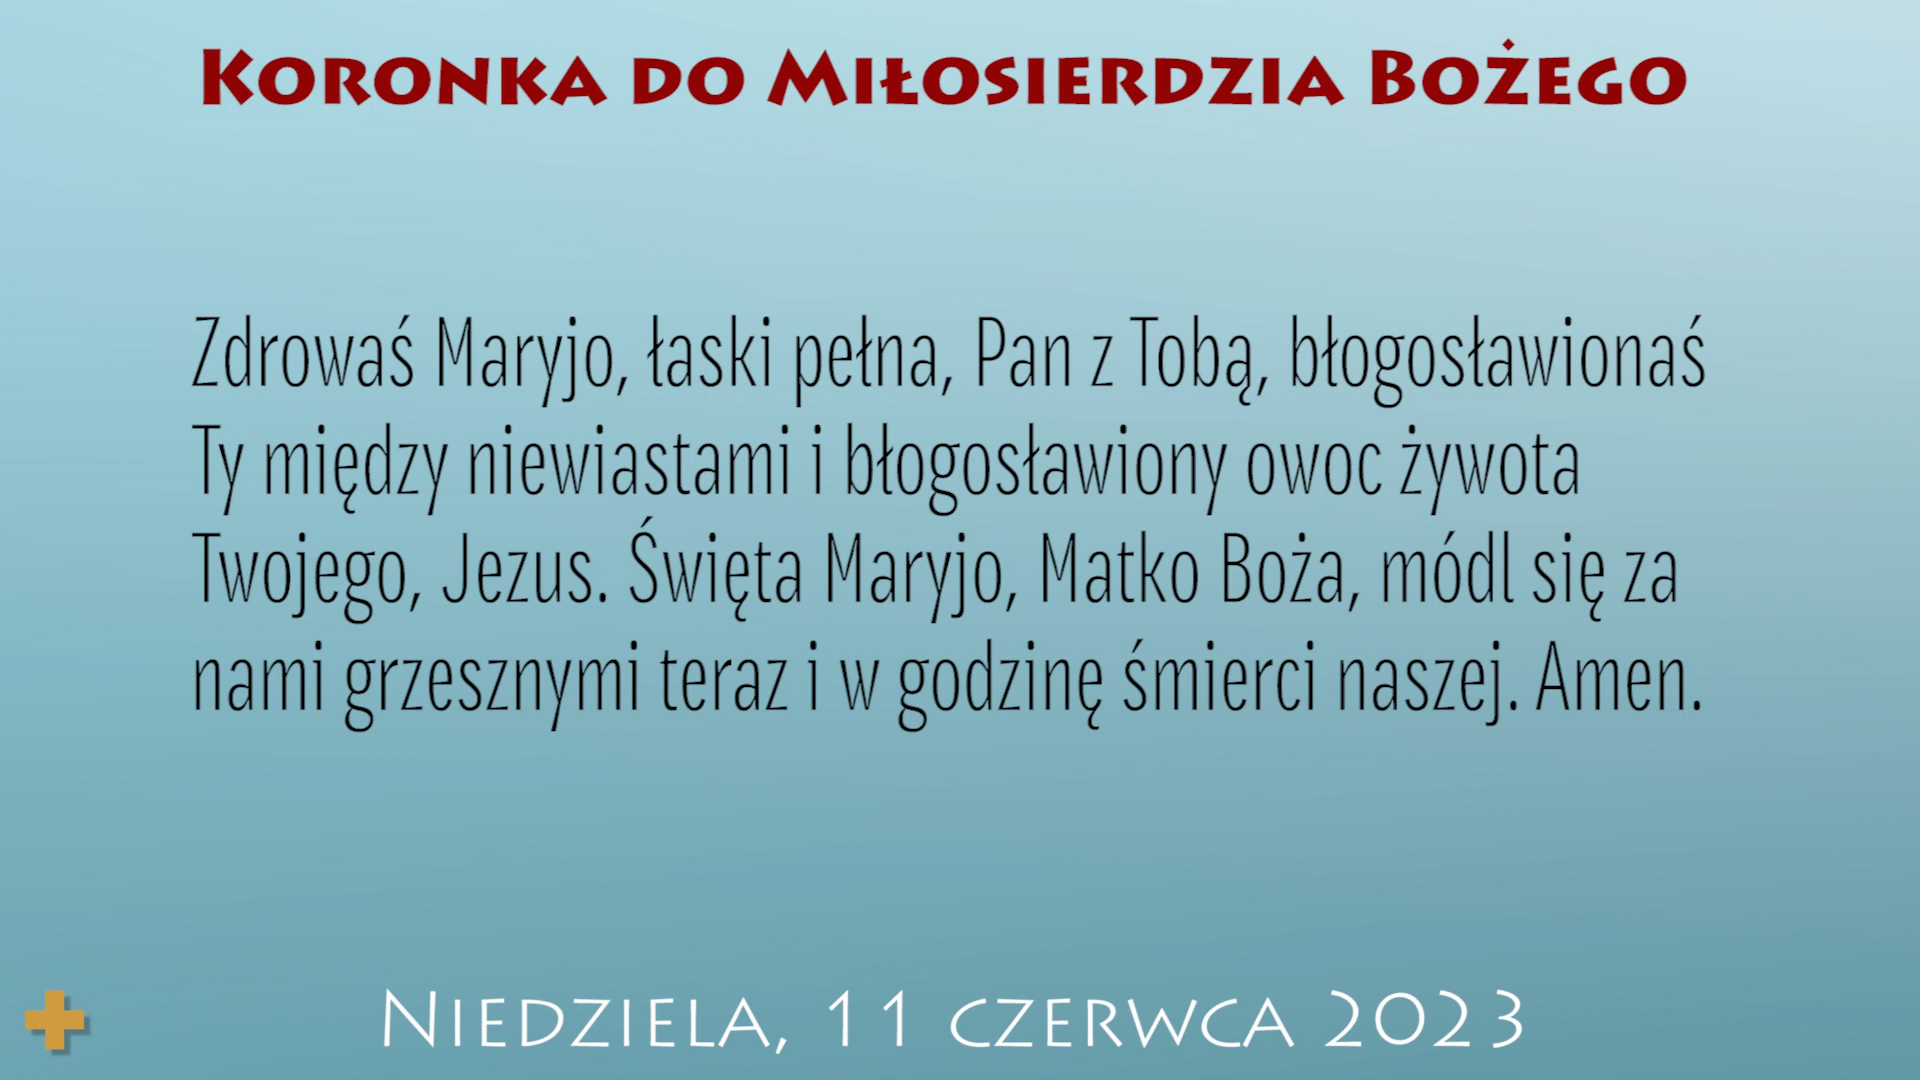 Koronka do Miłosierdzia Bożego
Zdrowaś Maryjo, łaski pełna, Pan z Tobą, błogosławionaś
Ty między niewiastami i błogosławiony owoc żywota
Twojego, Jezus. Święta Maryjo, Matko Boża, módl się za
nami grzesznymi teraz i w godzinę śmierci naszej. Amen.
Niedziela, 11 czerwca 2023